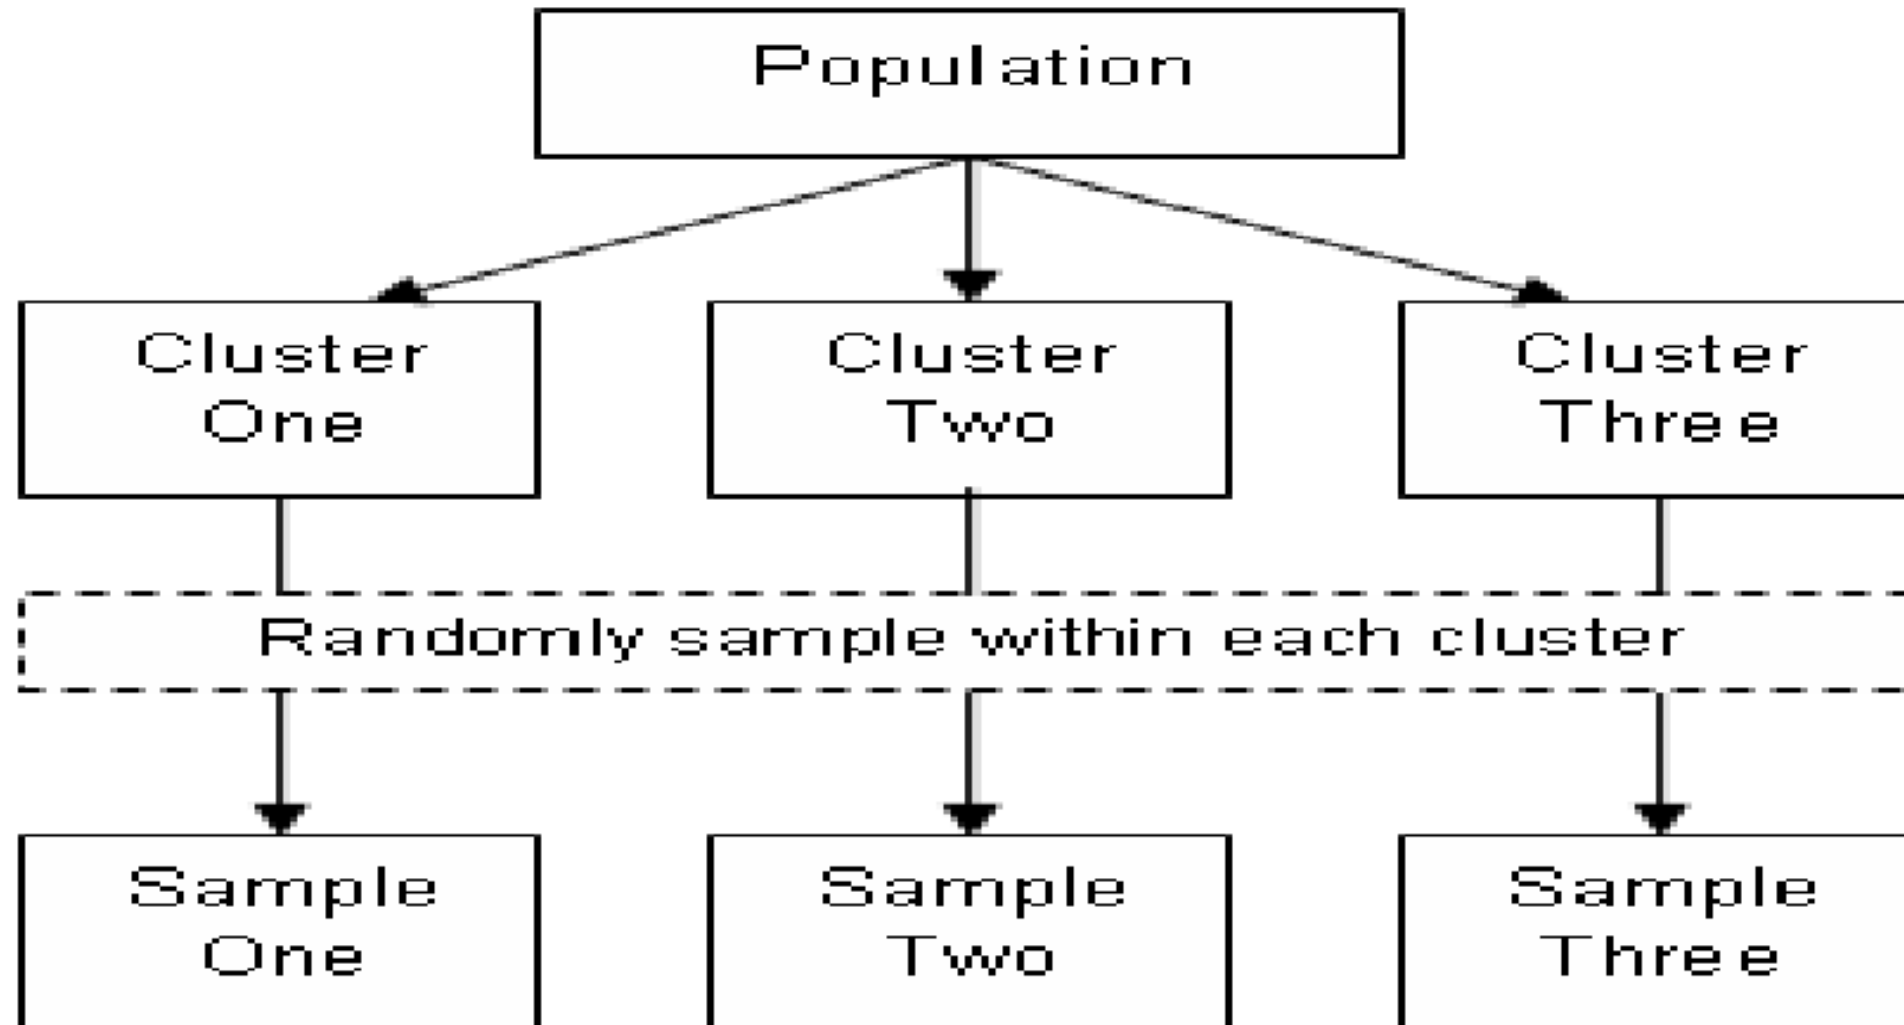 Population
Cluster
One
Cluster
Two
Cluster
Three
Randomly sample within each cluster
Sample
One
Sample
Two
Sample
Three